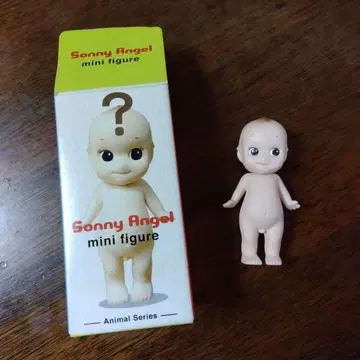 Sonny Angel
mini figure
?
Sonny Angel
mini figure
Animal Series